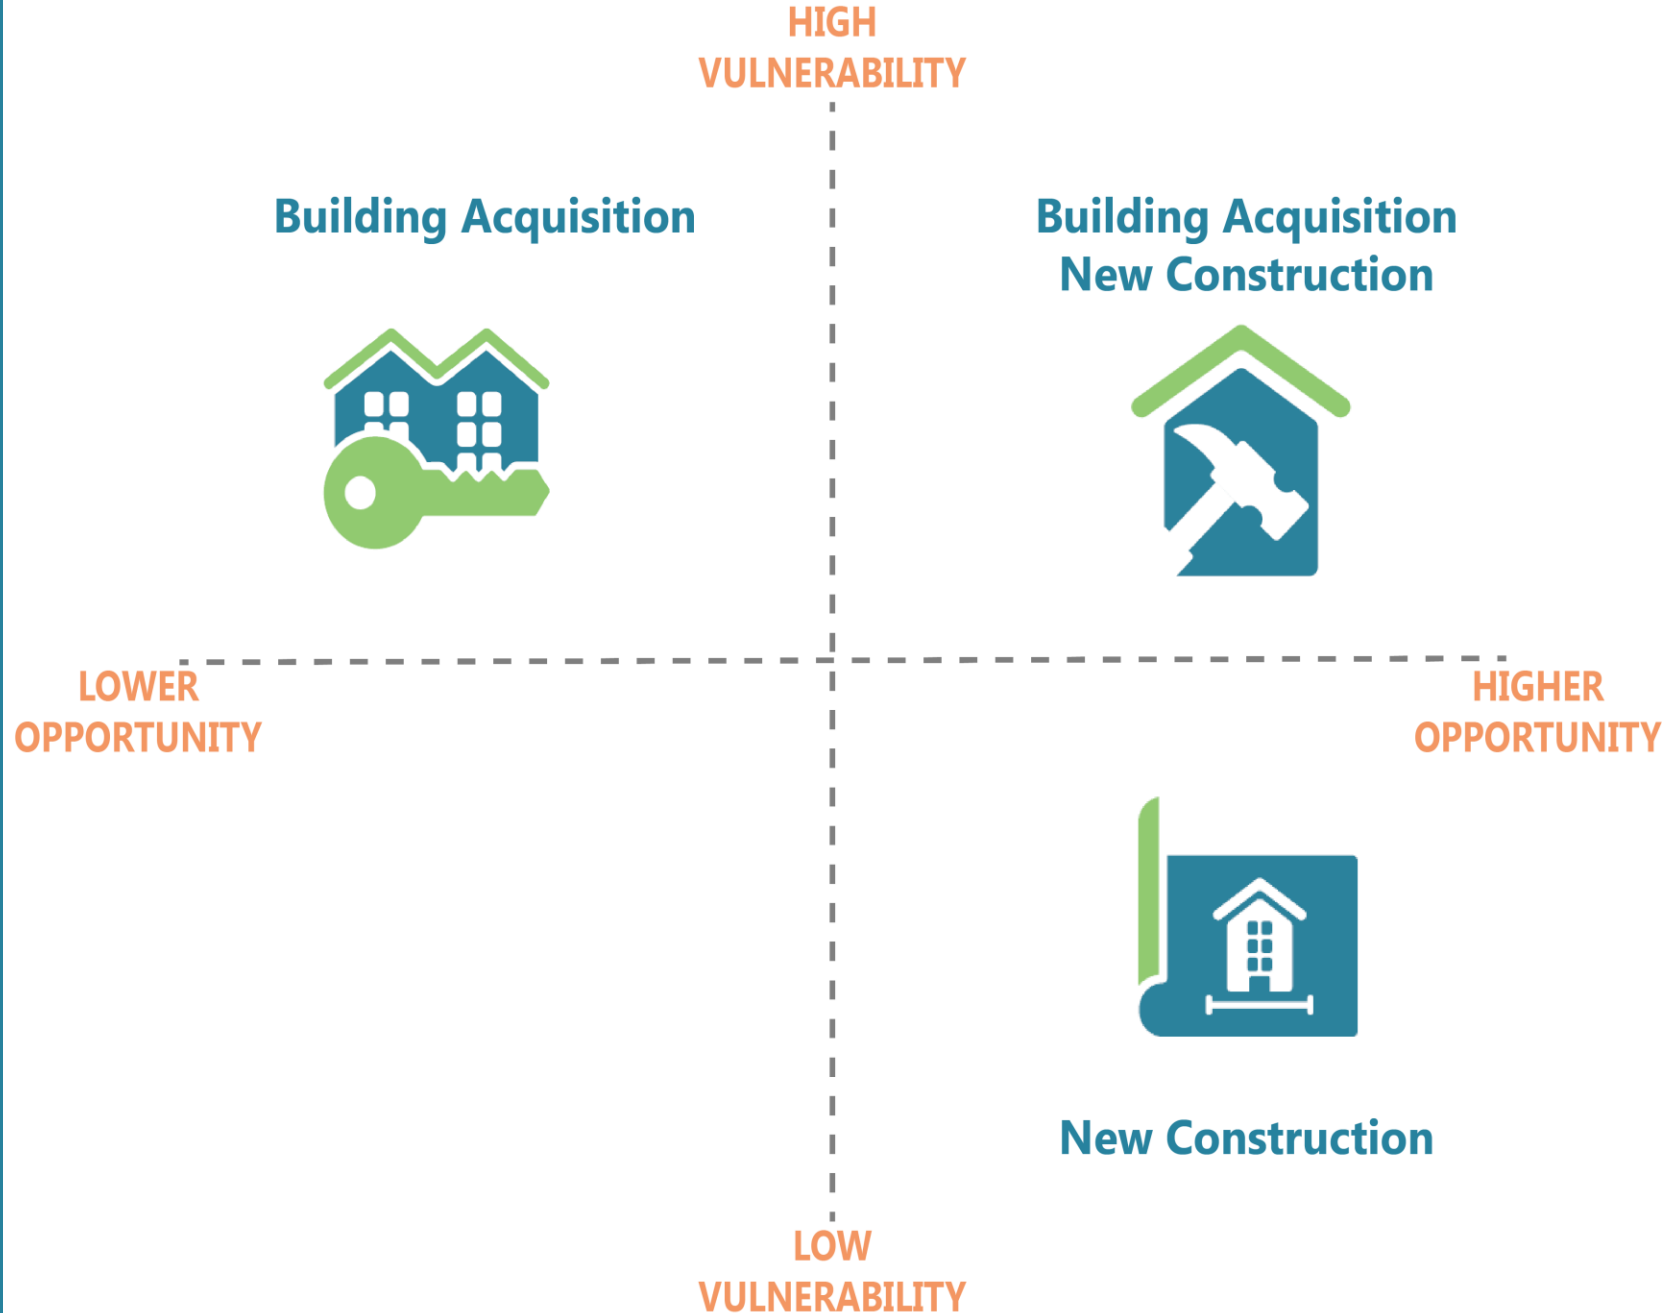 HIGH
VULNERABILITY
Building Acquisition
Building Acquisition
New Construction
LOWER
OPPORTUNITY
HIGHER
OPPORTUNITY
New Construction
LOW
VULNERABILITY